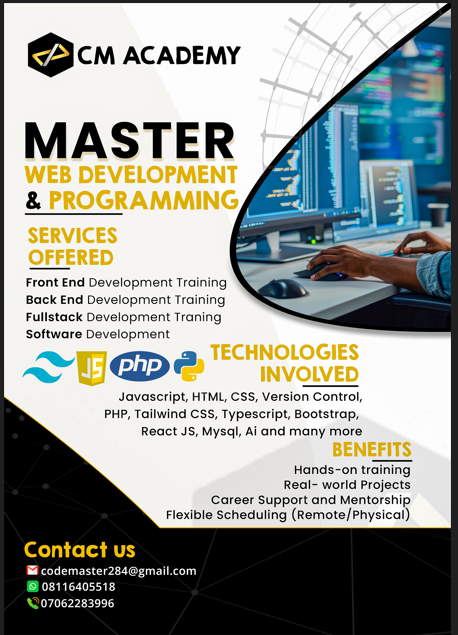 CM ACADEMY
MASTER
WEB DEVELOPMENT
& PROGRAMMING
SERVICES
OFFERED
Front End Development Training
Back End Development Training
Fullstack Development Traning
Software Development
JS
php
TECHNOLOGIES
INVOLVED
Javascript, HTML, CSS, Version Control,
PHP, Tailwind CSS, Typescript, Bootstrap,
React JS, Mysql, Ai and many more
BENEFITS
Hands-on training
Real- world Projects
Career Support and Mentorship
Flexible Scheduling (Remote/Physical)
Contact us
codemaster284@gmail.com
08116405518
07062283996